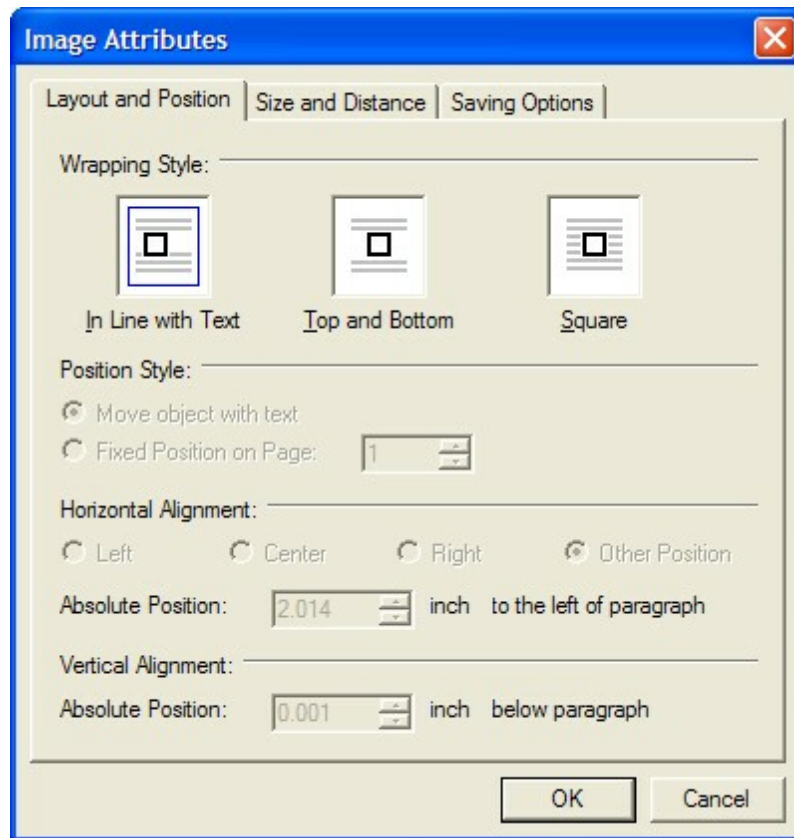 Image Attributes
Layout and Position Size and Distance Saving Options
Wrapping Style:
In Line with Text Top and Bottom Square
Position Style:
Move object with text
Fixed Position on Page: 1
Horizontal Alignment:
Left Center Right Other Position
Absolute Position: 2.014 inch to the left of paragraph
Vertical Alignment:
Absolute Position: 0.001 inch below paragraph
OK Cancel